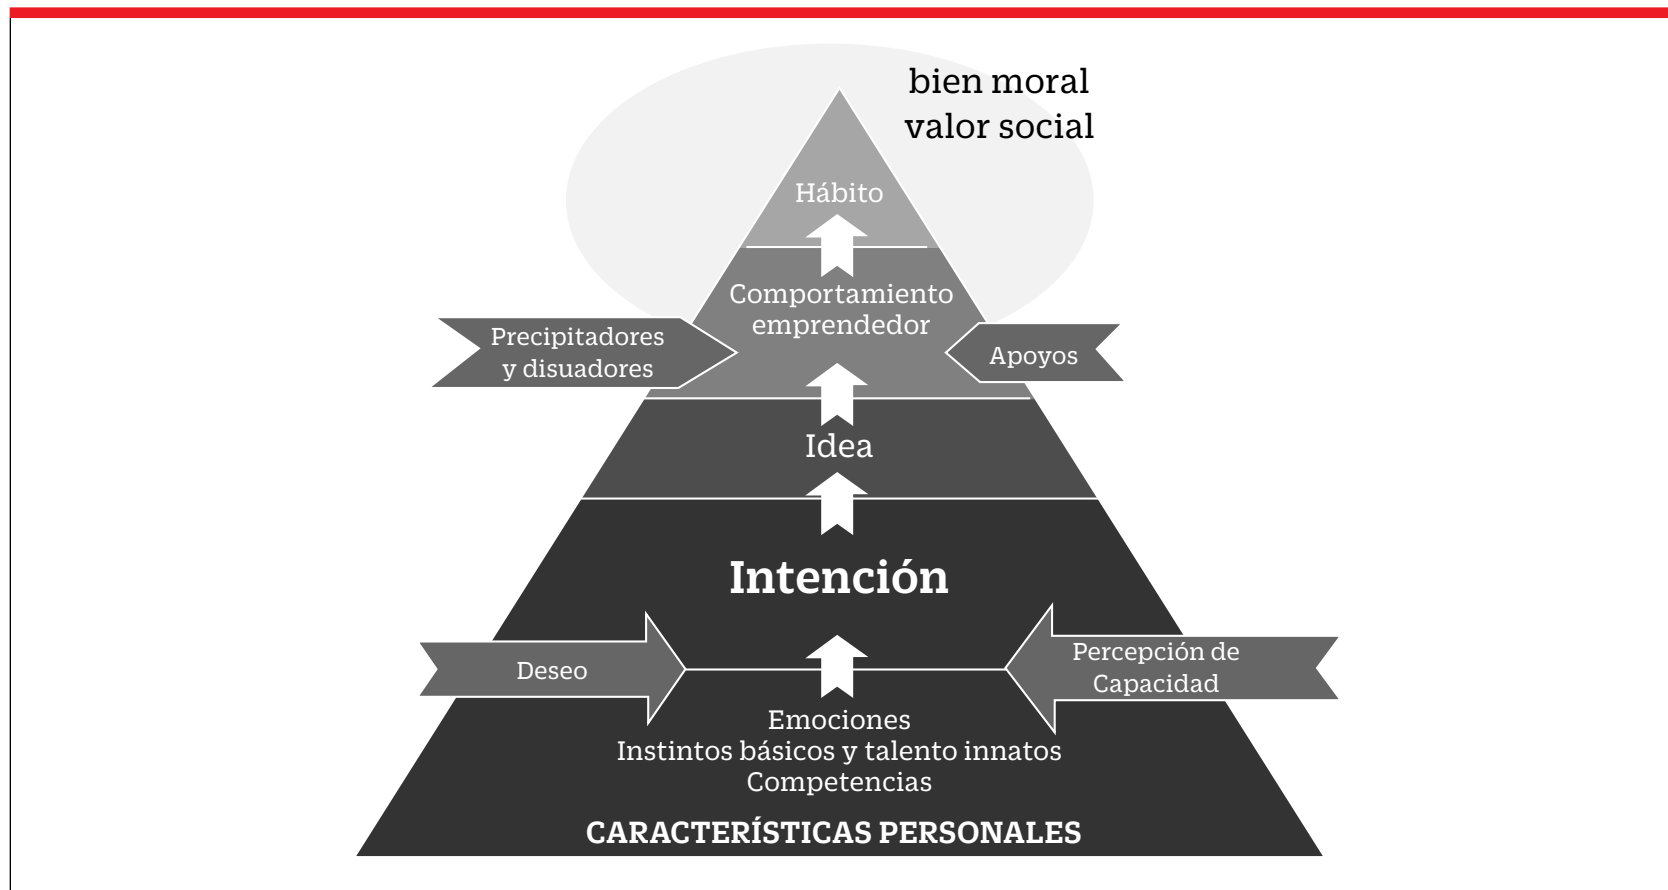 bien moral
valor social
Hábito
Comportamiento
emprendedor
Precipitadores
y disuadores
Apoyos
Idea
Intención
Deseo
Percepción de
Capacidad
Emociones
Instintos básicos y talento innatos
Competencias
CARACTERÍSTICAS PERSONALES